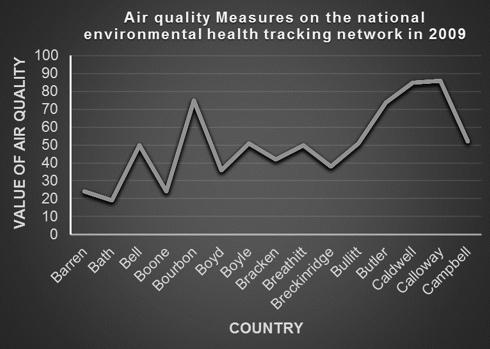 Air quality Measures on the national
environmental health tracking network in 2009
VALUE OF AIR QUALITY
100
90
80
70
60
50
40
30
20
10
0
Barren
Bath
Bell
Boone
Bourbon
Boyd
Boyle
Bracken
Breathitt
Breckinridge
Bullitt
Butler
Caldwell
Calloway
Campbell
COUNTRY